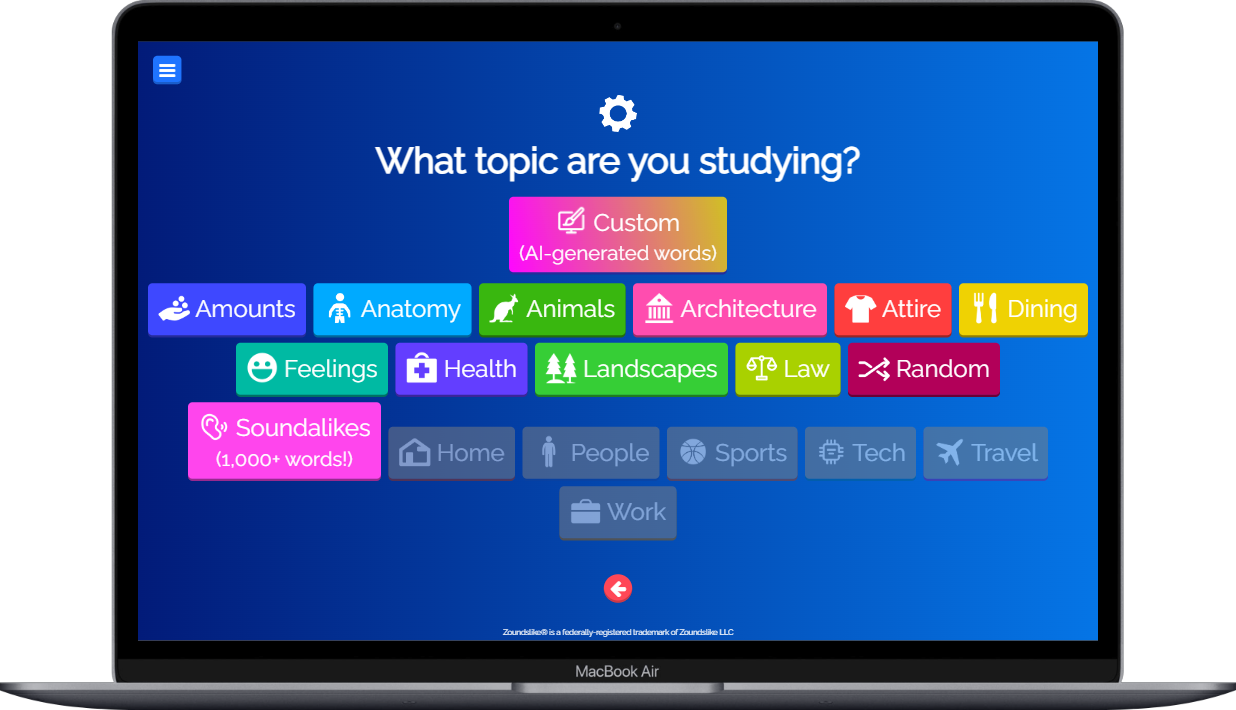 What topic are you studying?
Custom
(AI-generated words)
Amounts
Anatomy
Animals
Architecture
Attire
Dining
Feelings
Health
Landscapes
Law
Random
Soundalikes
(1,000+ words!)
Home
People
Sports
Tech
Travel
Work
Zoundslike® is a federally-registered trademark of Zoundslike LLC
MacBook Air